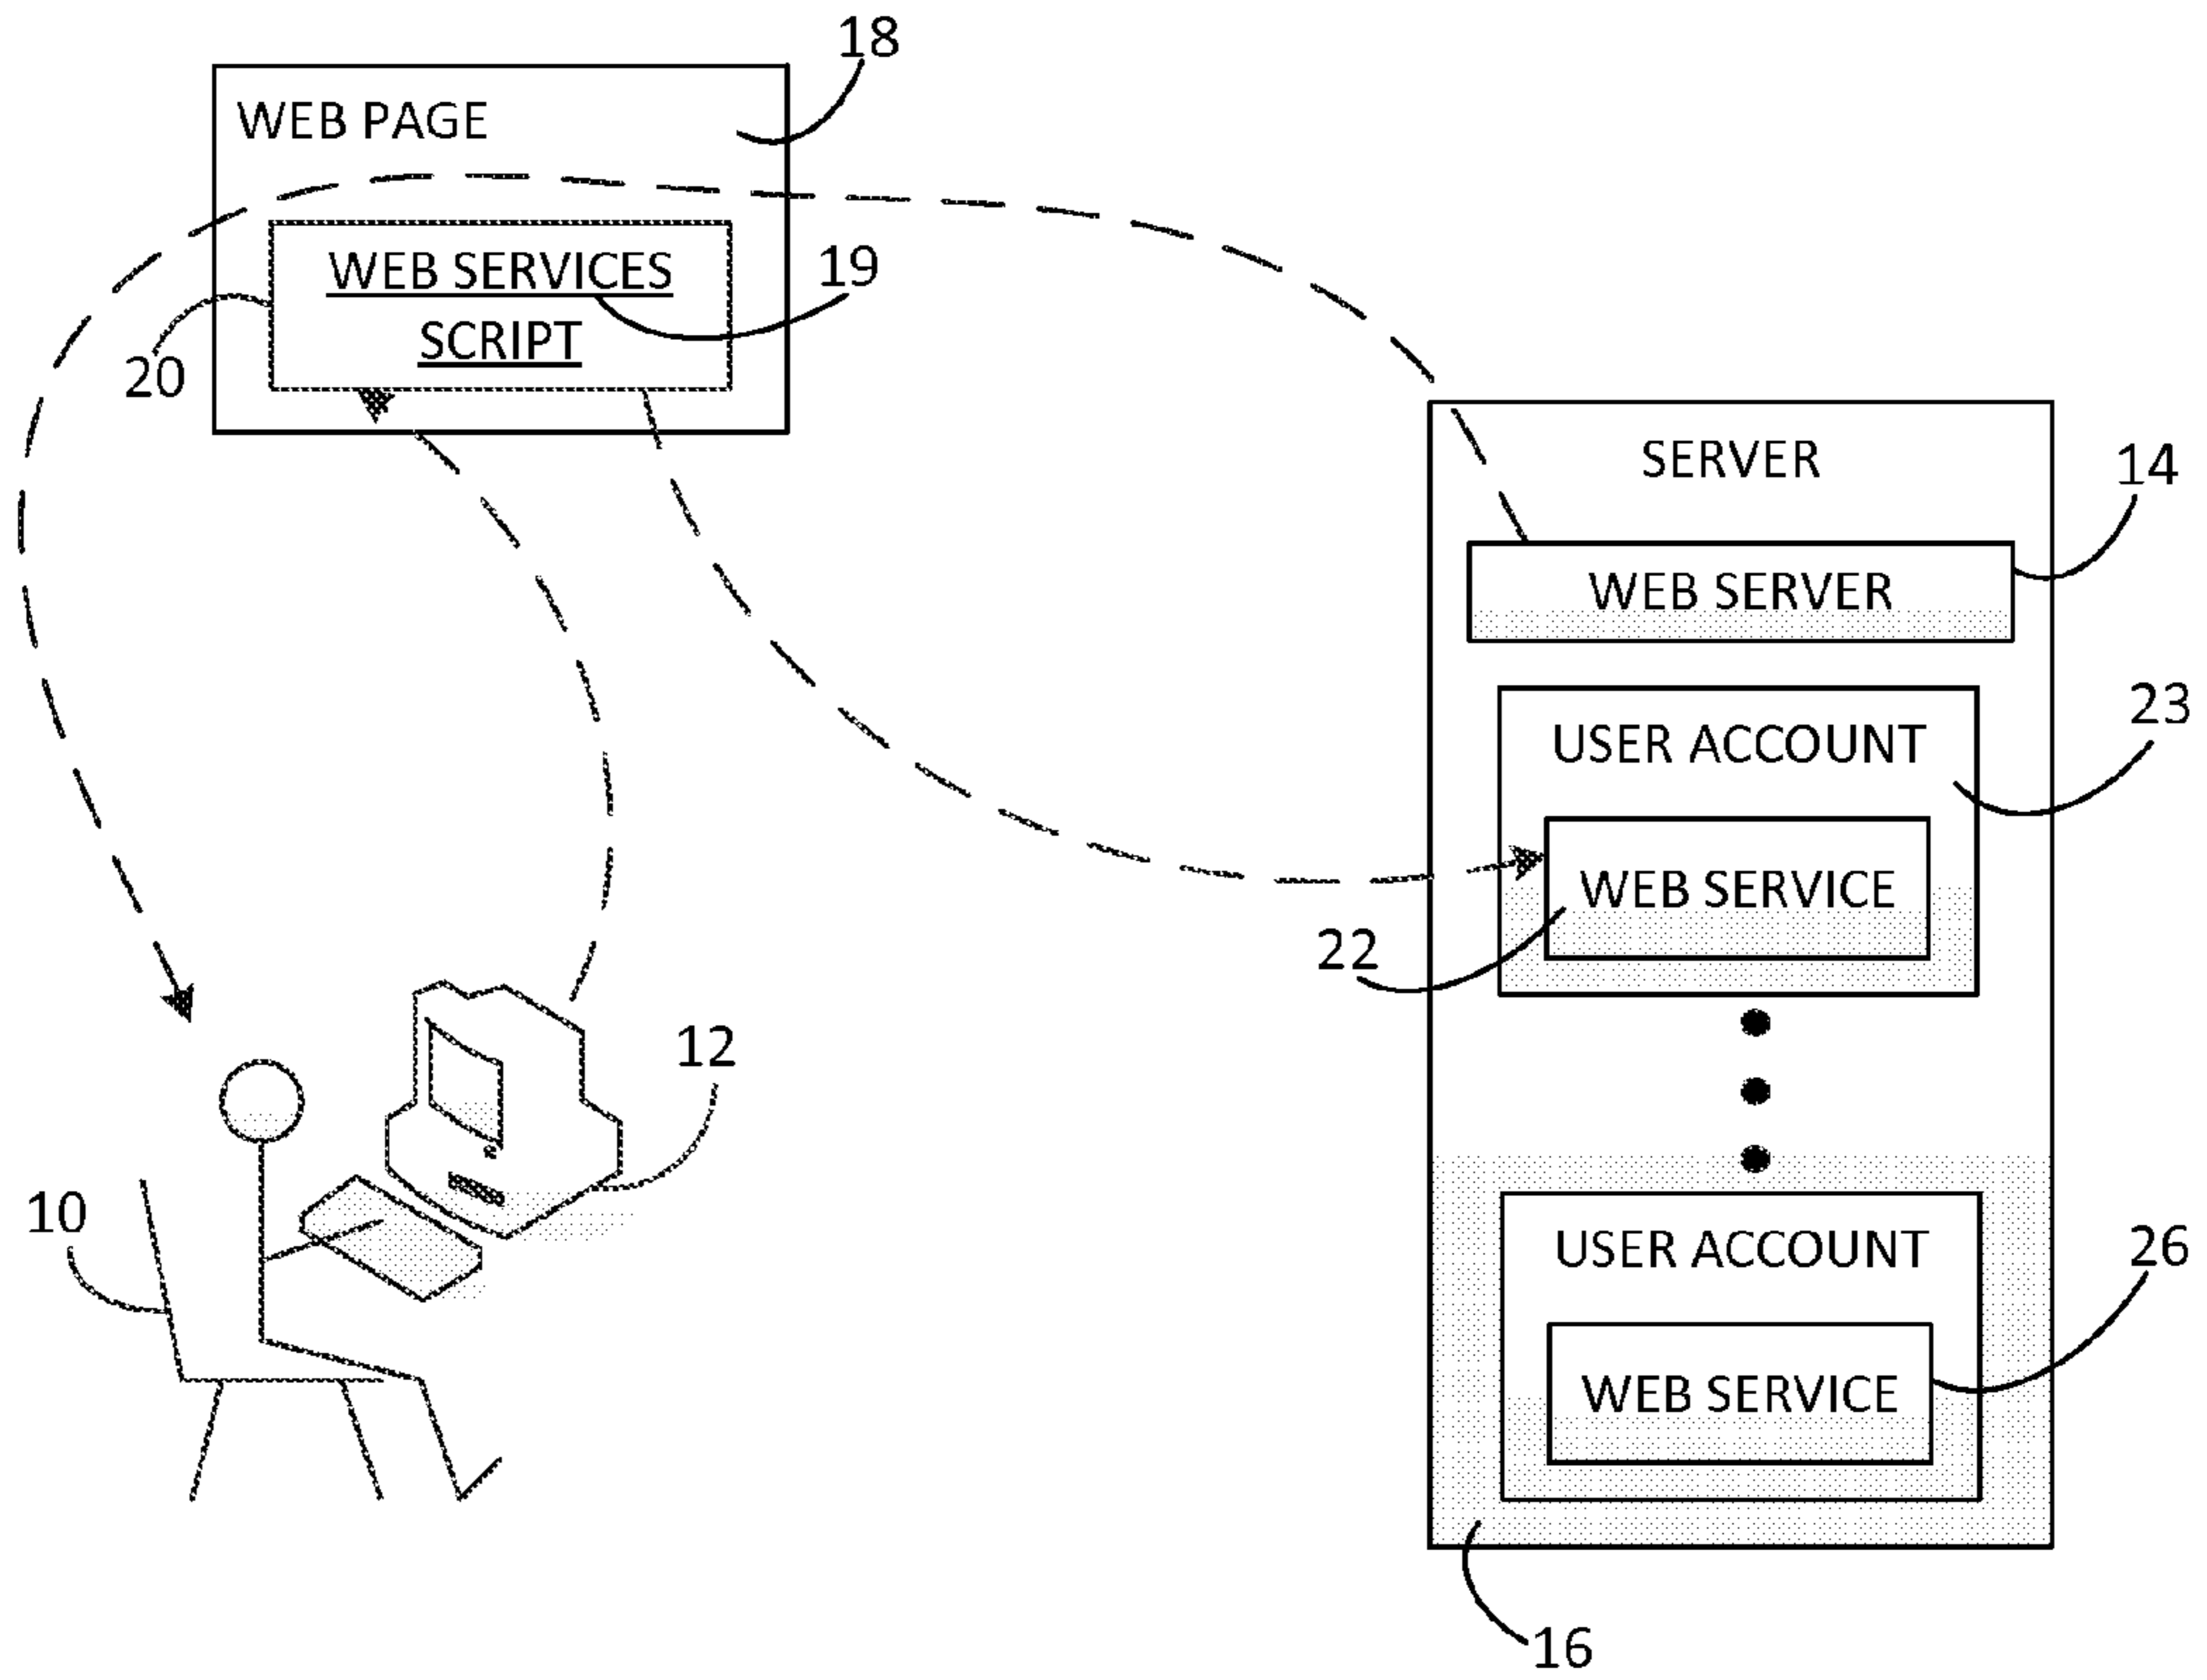 18
WEB PAGE
WEB SERVICES
SCRIPT
19
20
SERVER
14
WEB SERVER
23
USER ACCOUNT
WEB SERVICE
22
12
10
USER ACCOUNT
26
WEB SERVICE
16